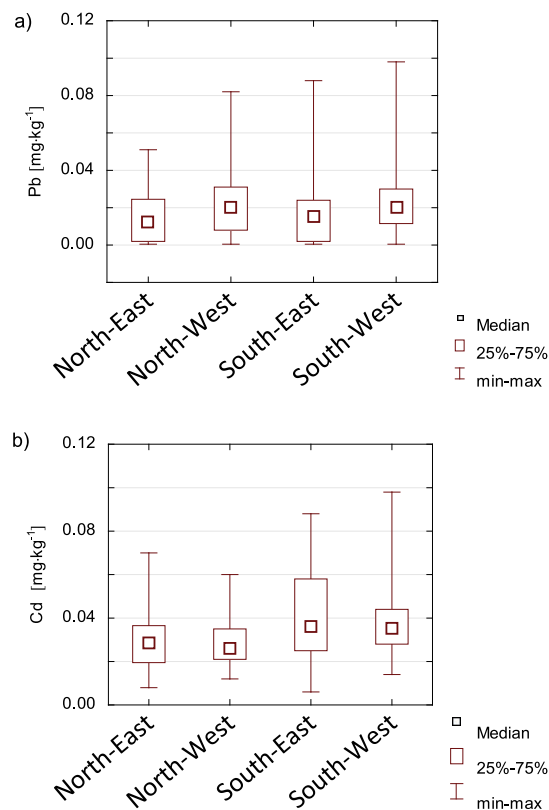 a)
0.12
0.08
0.04
0.00
Pb [mg·kg⁻¹]
North-East
North-West
South-East
South-West
Median
25%-75%
min-max
b)
0.12
0.08
0.04
0.00
Cd [mg·kg⁻¹]
North-East
North-West
South-East
South-West
Median
25%-75%
min-max